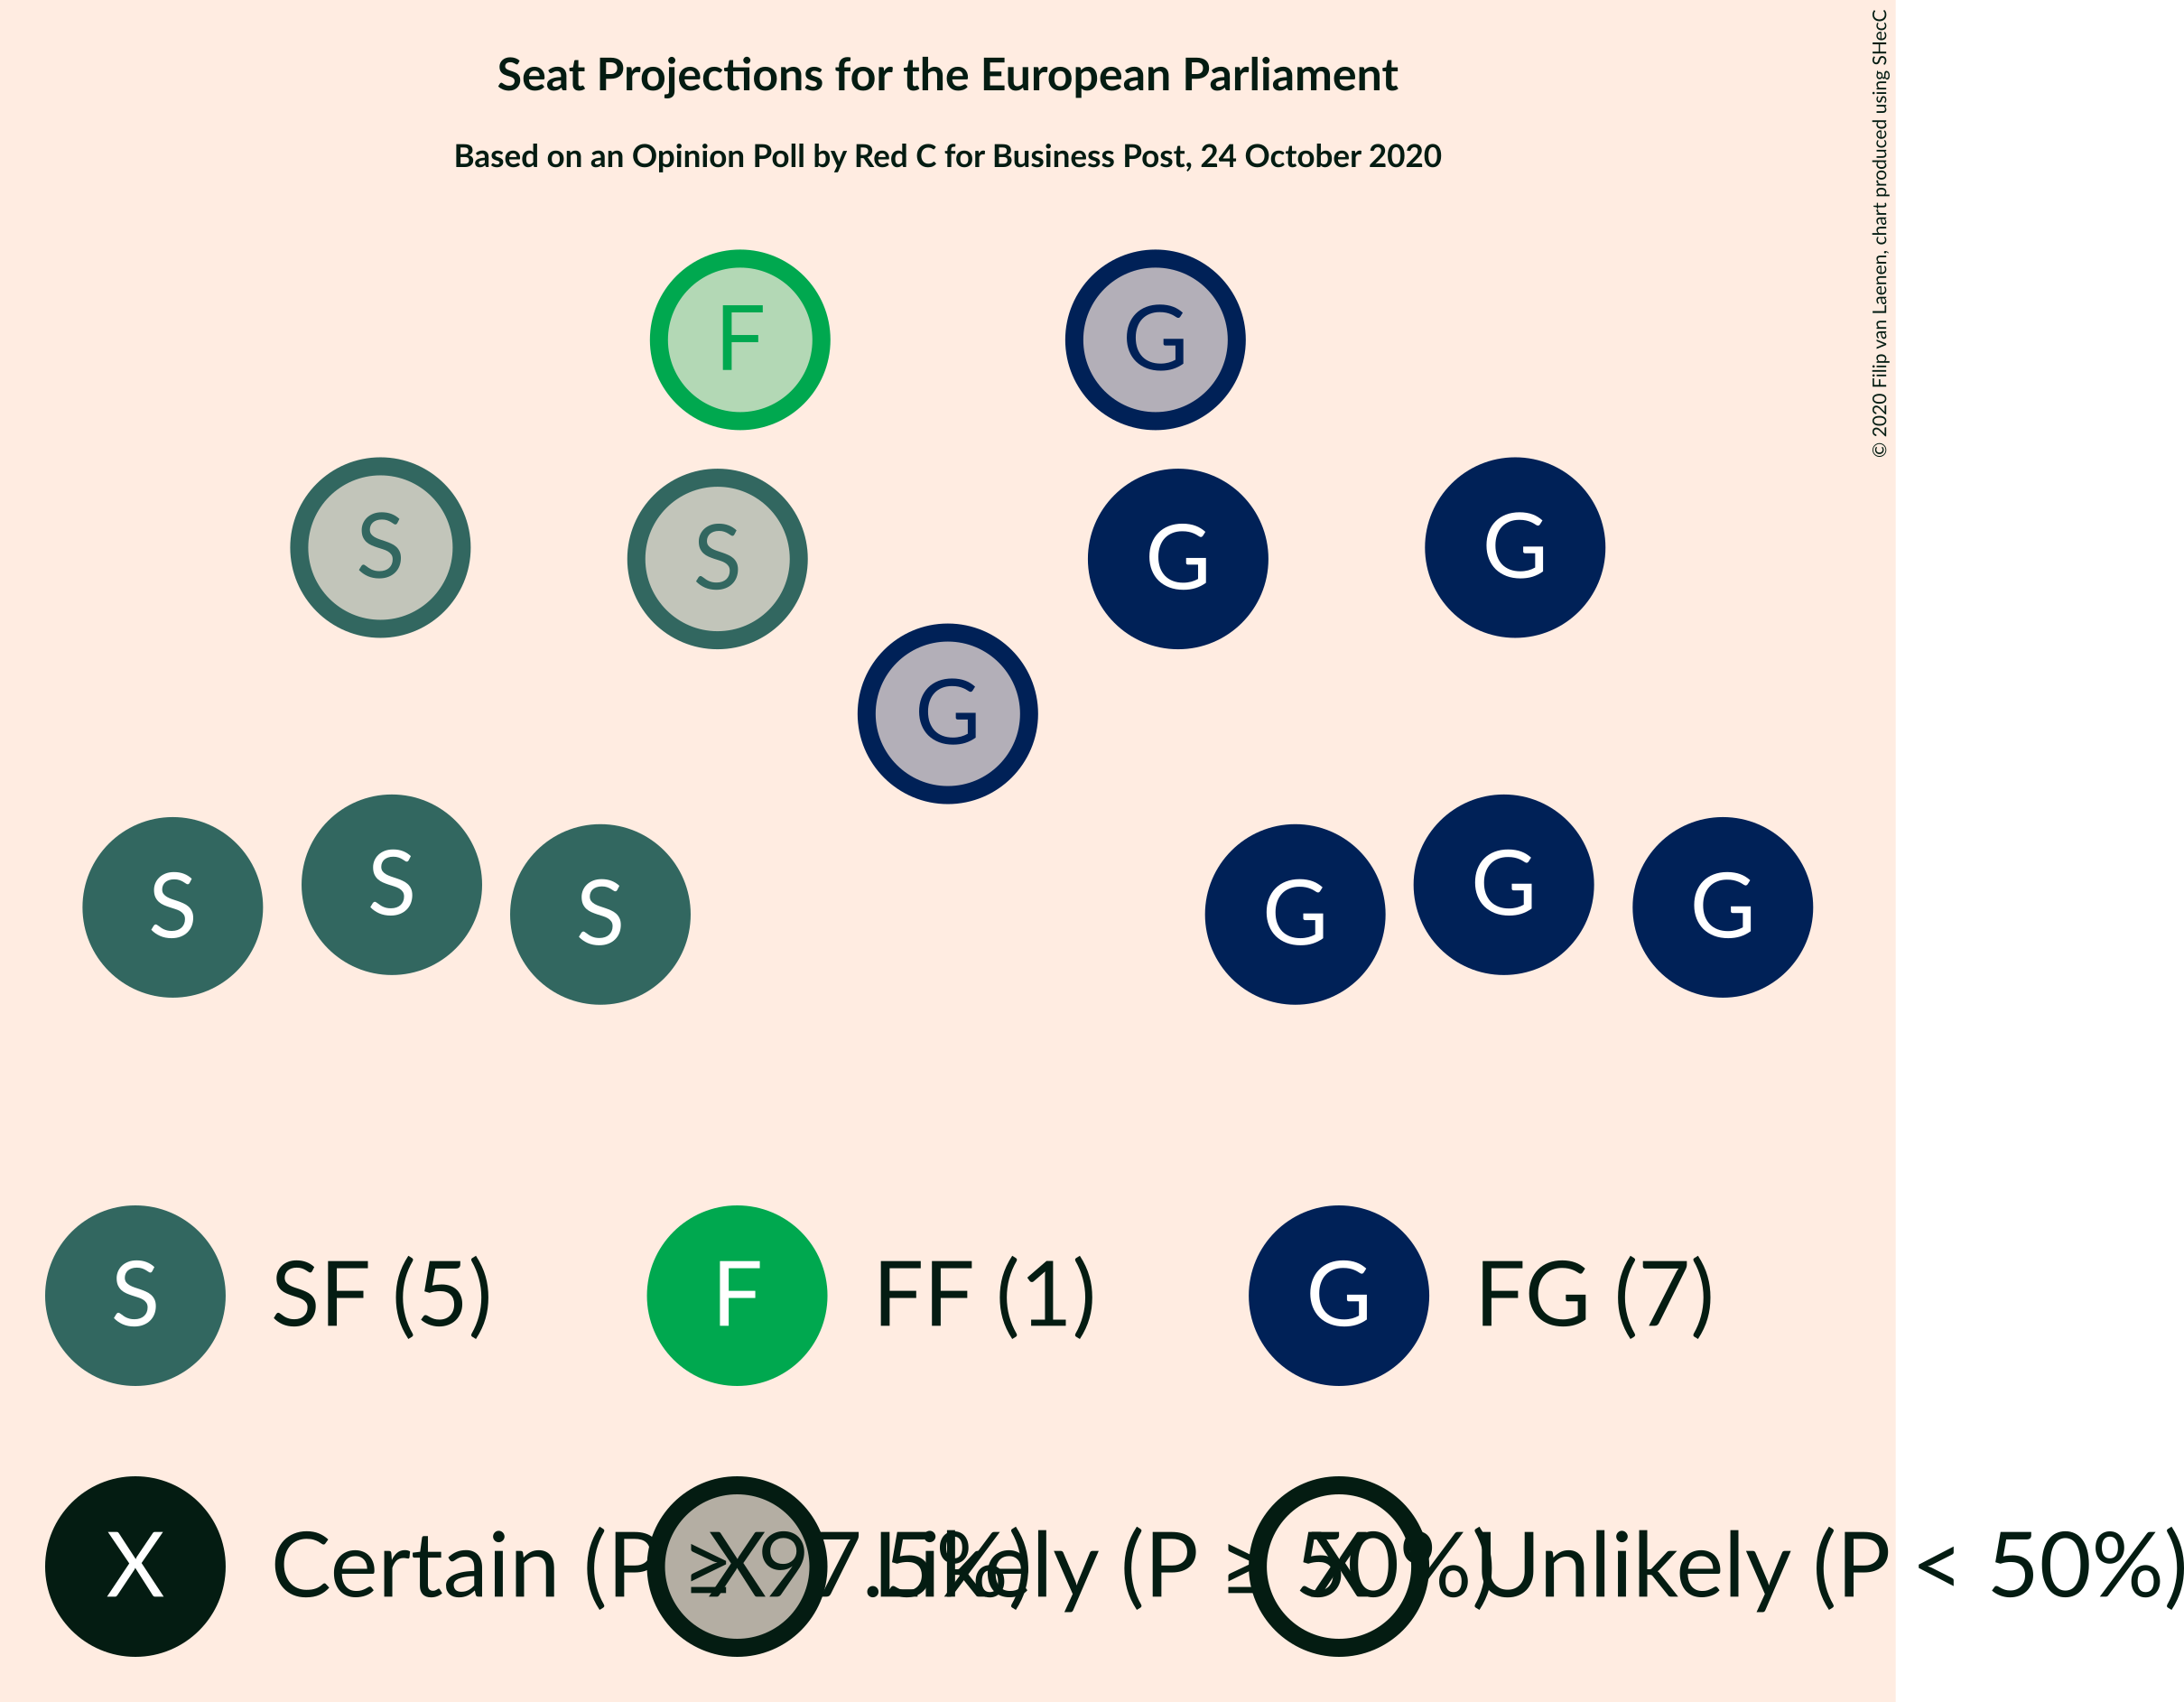 Seat Projections for the European Parliament
Based on an Opinion Poll by Red C for Business Post, 24 October 2020
© 2020 Filip van Laenen, chart produced using SHecC
F G
S S G G
G
S S S G G G
S SF (5) F FF (1) G FG (7)
X Certain (P ≥ 97.5%) X Likely (P ≥ 50%) X Unlikely (P < 50%)